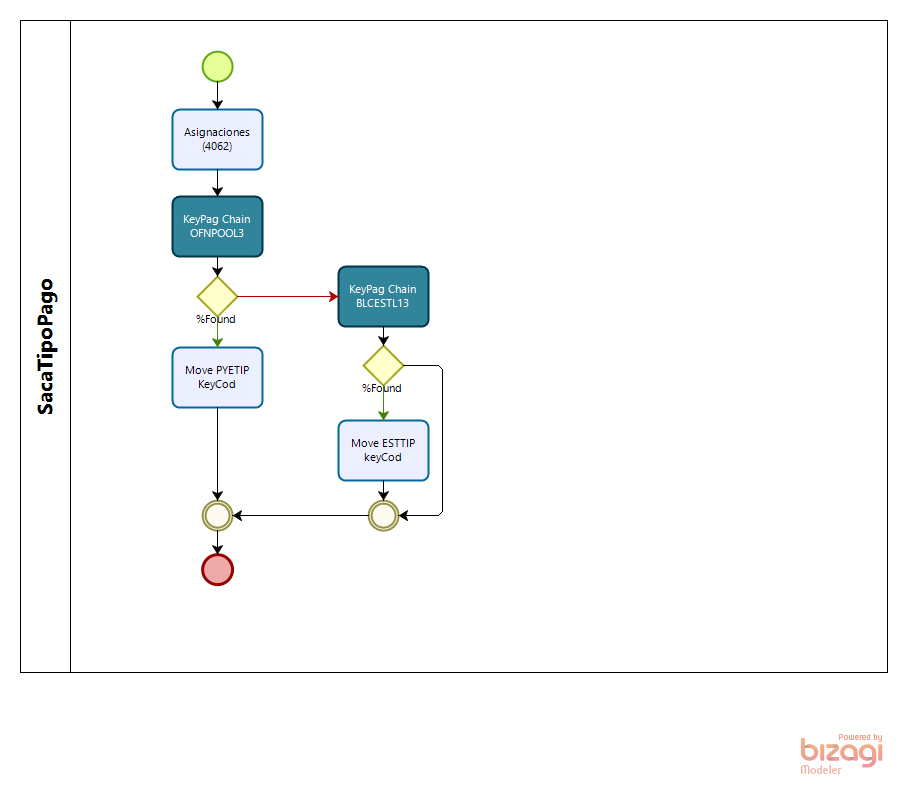 SacaTipoPago
Asignaciones
(4062)
KeyPag Chain
OFNPOOL3
%Found
KeyPag Chain
BLCESTL13
Move PYETIP
KeyCod
%Found
Move ESTTIP
keyCod
Powered by
bizagi
Modeler